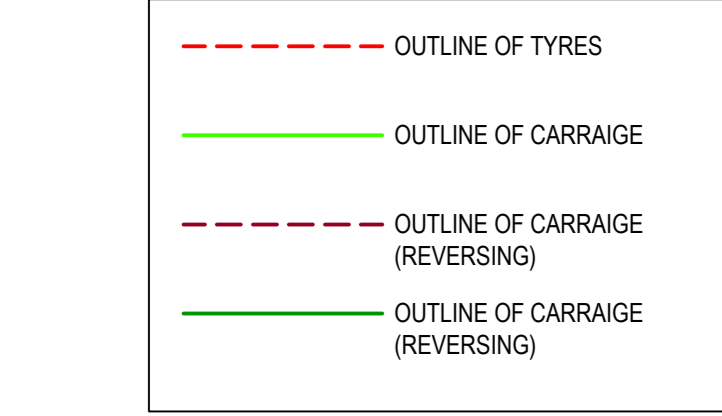 OUTLINE OF TYRES
OUTLINE OF CARRAIGE
OUTLINE OF CARRAIGE
(REVERSING)
OUTLINE OF CARRAIGE
(REVERSING)